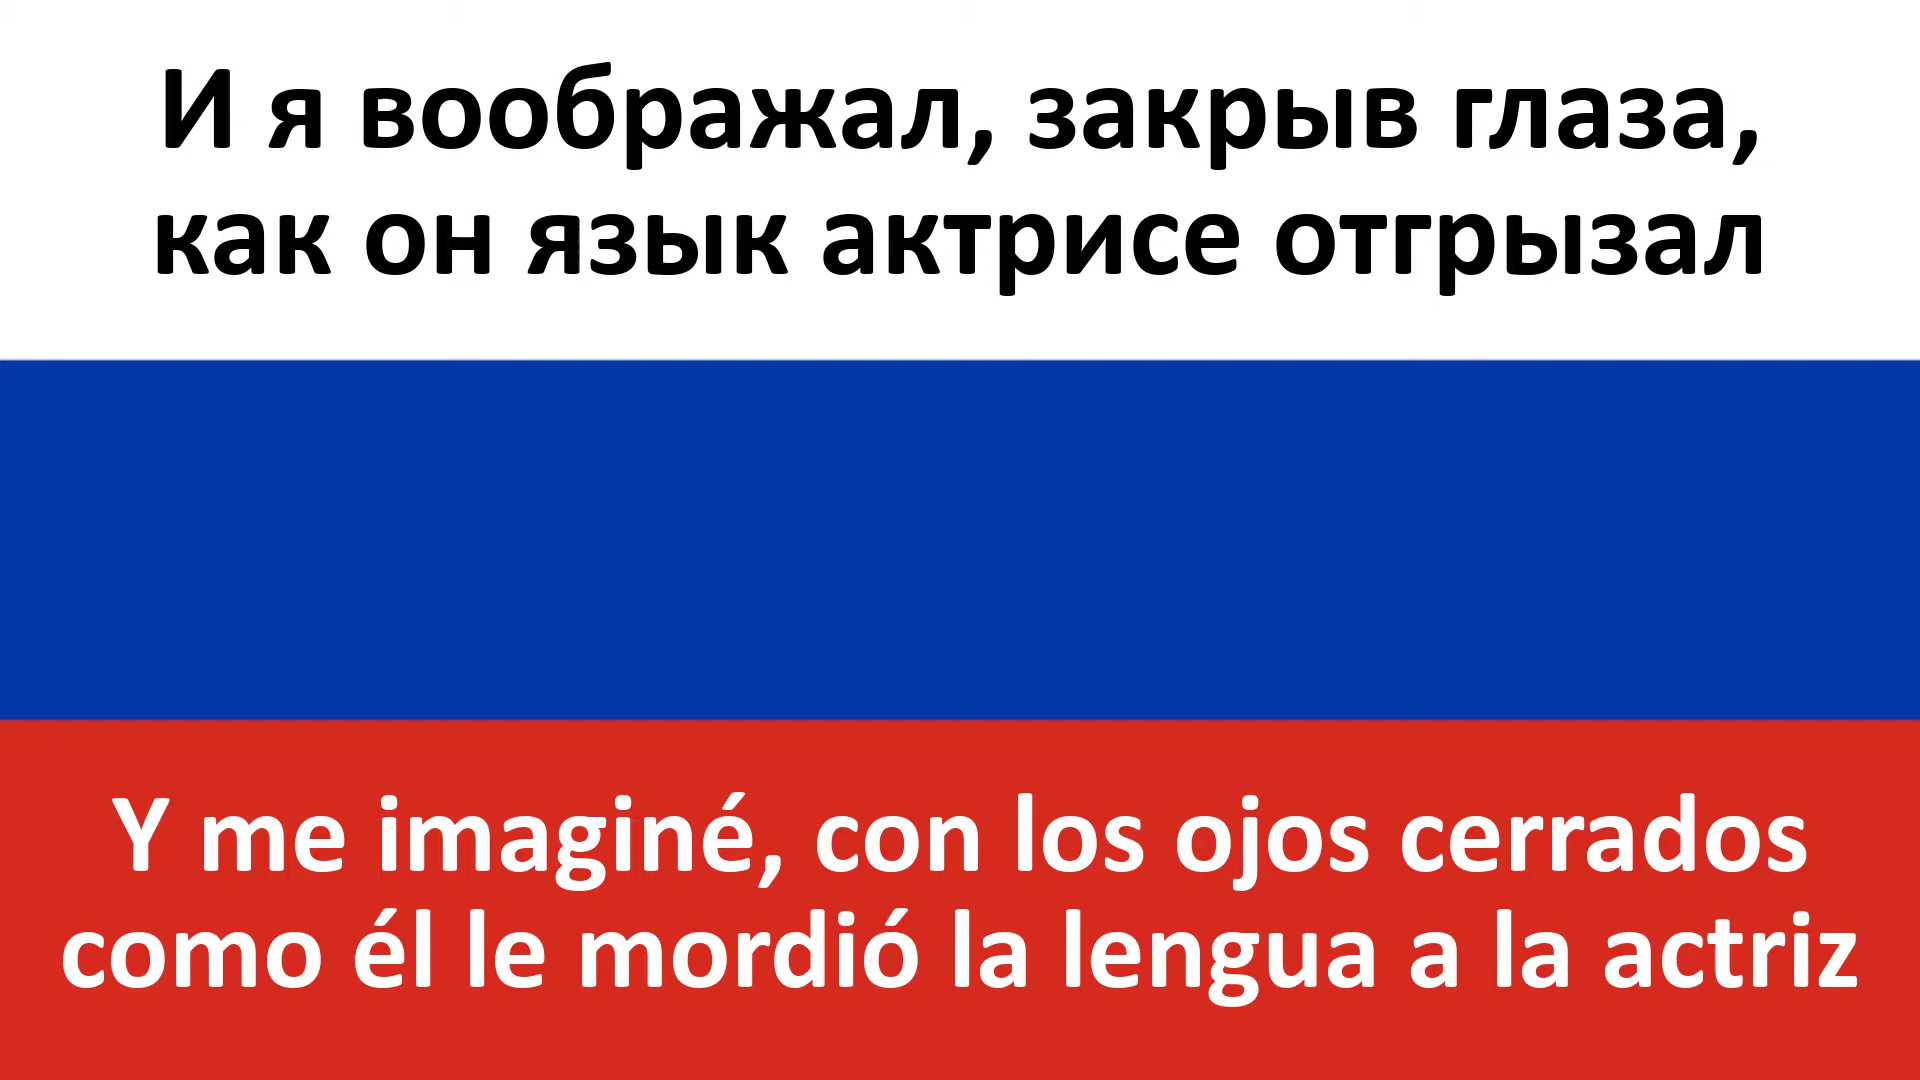 И я воображал, закрыв глаза,
как он язык актрисе отгрызал
Y me imaginé, con los ojos cerrados
como él le mordió la lengua a la actriz